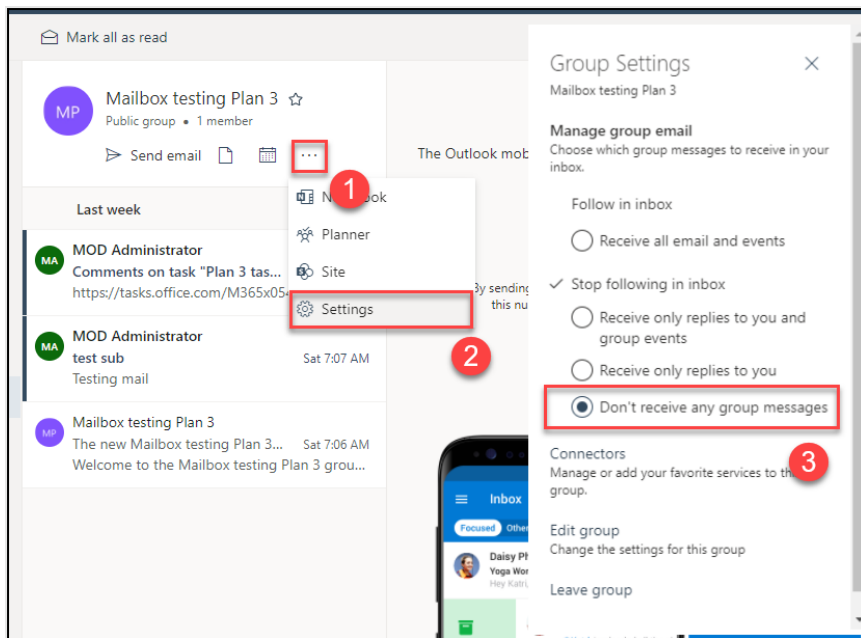 Mark all as read
MP
Mailbox testing Plan 3
Public group • 1 member
Send email
1
Last week
MA
MOD Administrator
Comments on task "Plan 3 tas...
https://tasks.office.com/M365x05
MA
MOD Administrator
test sub
Sat 7:07 AM
Testing mail
MP
Mailbox testing Plan 3
The new Mailbox testing Plan 3...
Sat 7:06 AM
Welcome to the Mailbox testing Plan 3 grou...
Planner
Site
Settings
2
The Outlook mob
By sending
this nu
Inbox
Focused
Other
Daisy Ph
Yoga Wor
Hey Katri,
Group Settings
Mailbox testing Plan 3
Manage group email
Choose which group messages to receive in your
inbox.
Follow in inbox
Receive all email and events
Stop following in inbox
Receive only replies to you and
group events
Receive only replies to you
Don't receive any group messages
3
Connectors
Manage or add your favorite services to th
group.
Edit group
Change the settings for this group
Leave group